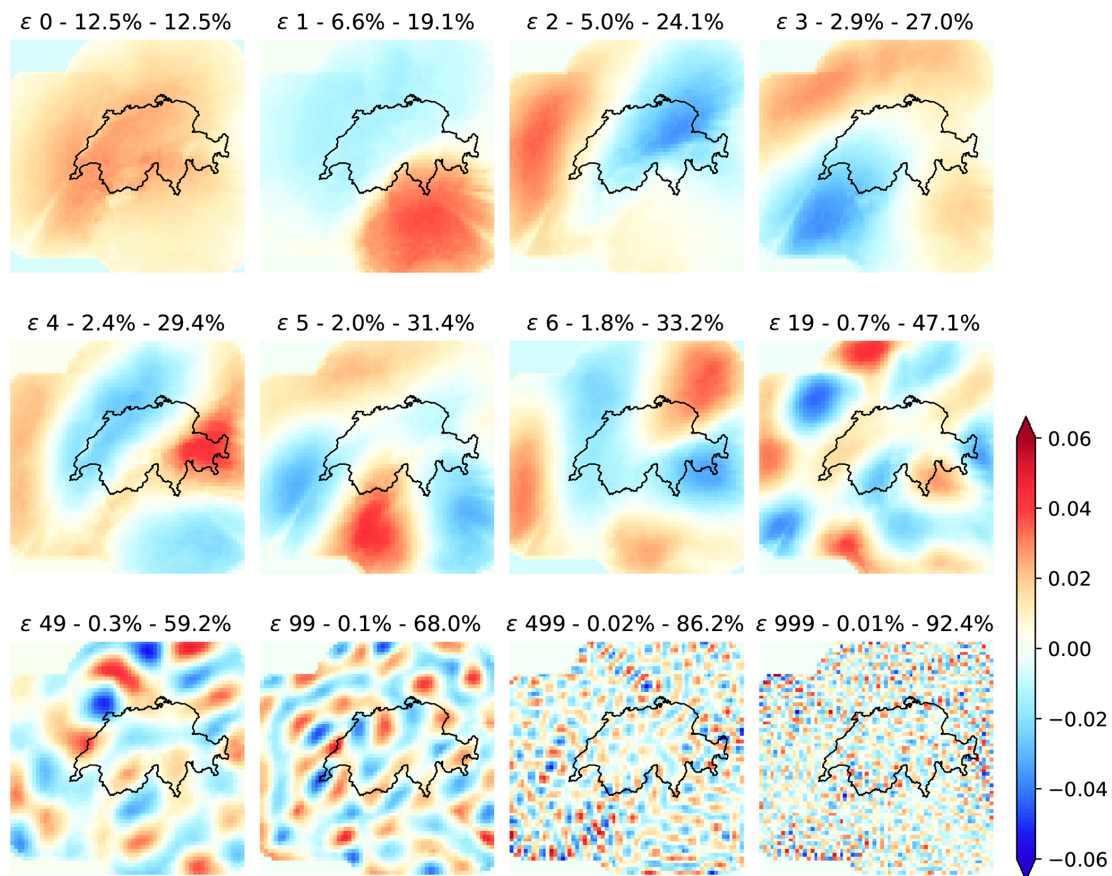 ε 0 - 12.5% - 12.5%
ε 1 - 6.6% - 19.1%
ε 2 - 5.0% - 24.1%
ε 3 - 2.9% - 27.0%
ε 4 - 2.4% - 29.4%
ε 5 - 2.0% - 31.4%
ε 6 - 1.8% - 33.2%
ε 19 - 0.7% - 47.1%
ε 49 - 0.3% - 59.2%
ε 99 - 0.1% - 68.0%
ε 499 - 0.02% - 86.2%
ε 999 - 0.01% - 92.4%
0.06
0.04
0.02
0.00
−0.02
−0.04
−0.06